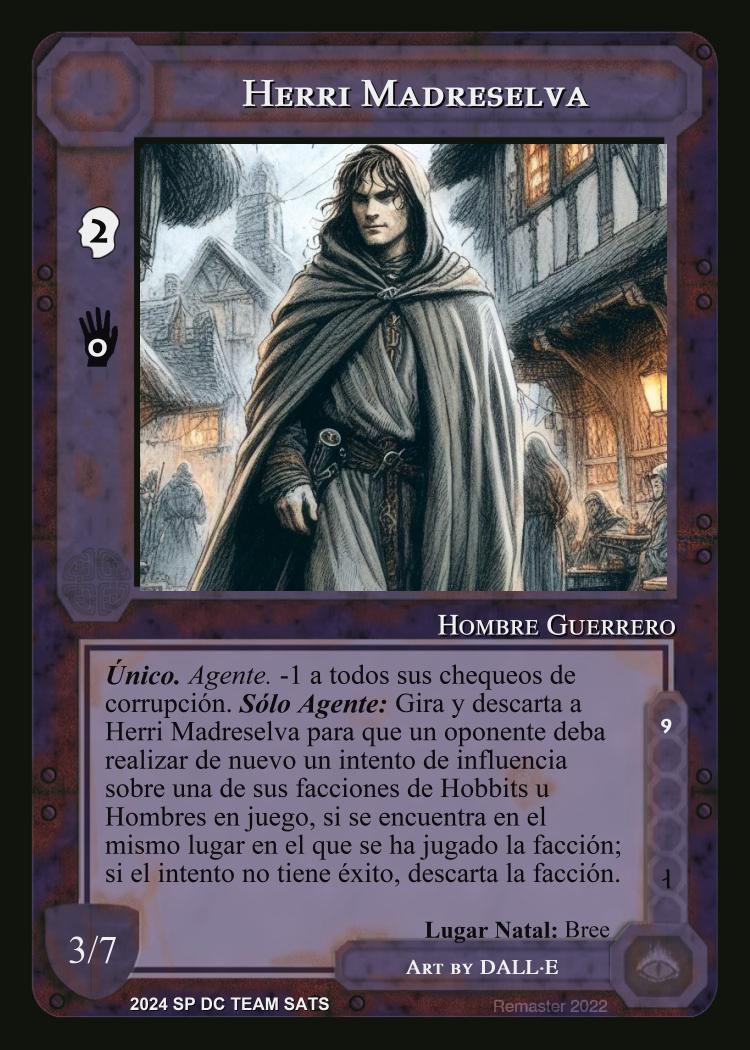 Herri Madreselva
2
0
Hombre Guerrero
Único. Agente. -1 a todos sus chequeos de
corrupción. Sólo Agente: Gira y descarta a
Herri Madreselva para que un oponente deba
realizar de nuevo un intento de influencia
sobre una de sus facciones de Hobbits u
Hombres en juego, si se encuentra en el
mismo lugar en el que se ha jugado la facción;
si el intento no tiene éxito, descarta la facción.
9
Lugar Natal: Bree
3/7
Art by DALL·E
2024 SP DC TEAM SATS
Remaster 2022